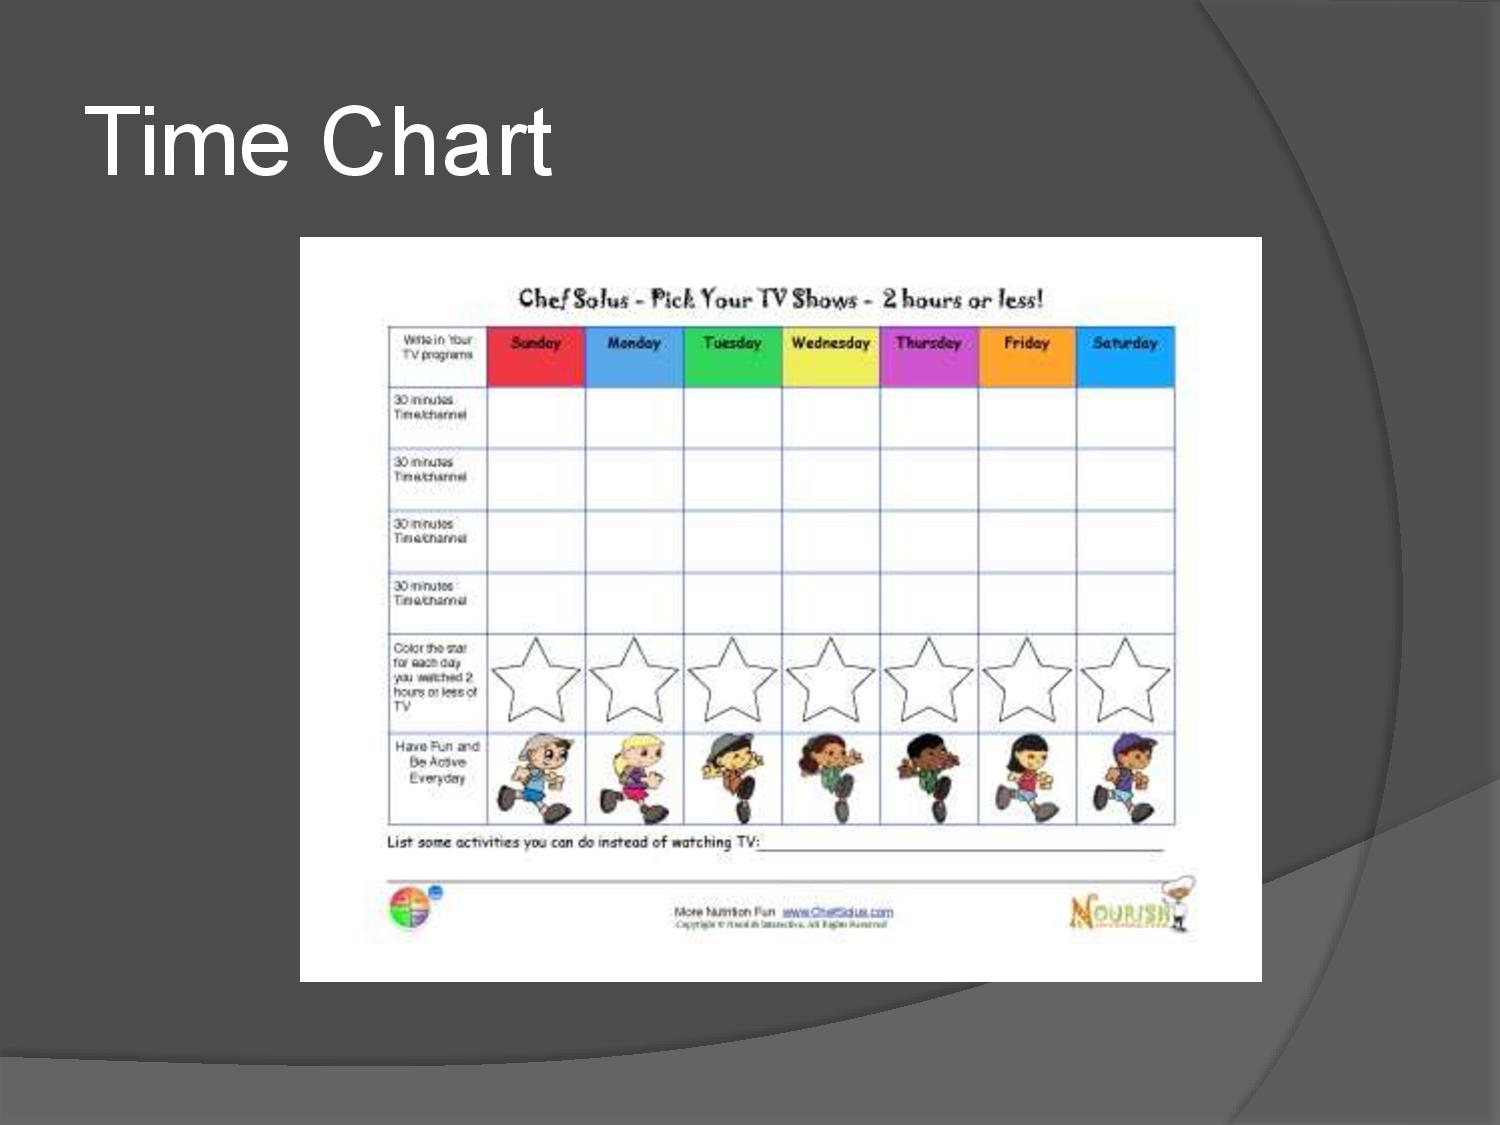 Time Chart
Chef Solus - Pick Your TV Shows - 2 hours or less!
Write in Your
TV programs
Sunday
Monday
Tuesday
Wednesday
Thursday
Friday
Saturday
30 minutes
Time/channel
30 minutes
Time/channel
30 minutes
Time/channel
30 minutes
Time/channel
Color the star
for each day
you watched 2
hours or less of
TV
Have Fun and
Be Active
Everyday
List some activities you can do instead of watching TV:
More Nutrition Fun www.ChefSolus.com
Copyright © Nourish Interactive, All Rights Reserved
NOURISH